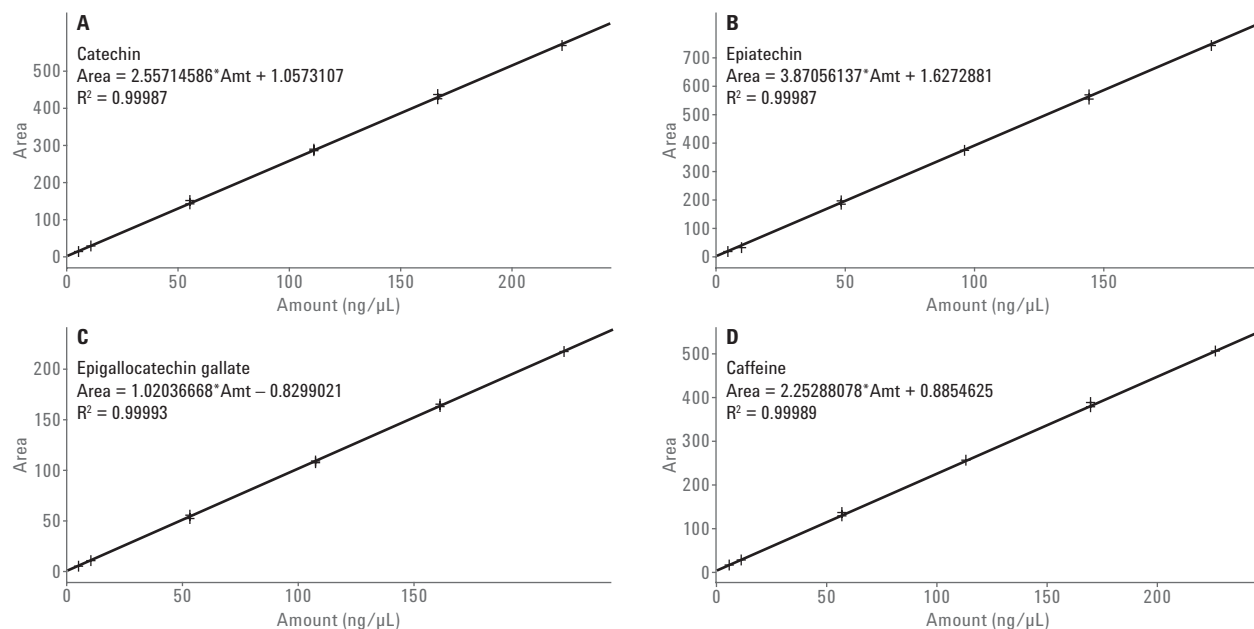 A
Catechin
Area = 2.55714586*Amt + 1.0573107
R² = 0.99987
Area
500
400
300
200
100
0
0 50 100 150 200
Amount (ng/µL)
B
Epiatechin
Area = 3.87056137*Amt + 1.6272881
R² = 0.99987
Area
700
600
500
400
300
200
100
0
0 50 100 150
Amount (ng/µL)
C
Epigallocatechin gallate
Area = 1.02036668*Amt – 0.8299021
R² = 0.99993
Area
200
150
100
50
0
0 50 100 150
Amount (ng/µL)
D
Caffeine
Area = 2.25288078*Amt + 0.8854625
R² = 0.99989
Area
500
400
300
200
100
0
0 50 100 150 200
Amount (ng/µL)